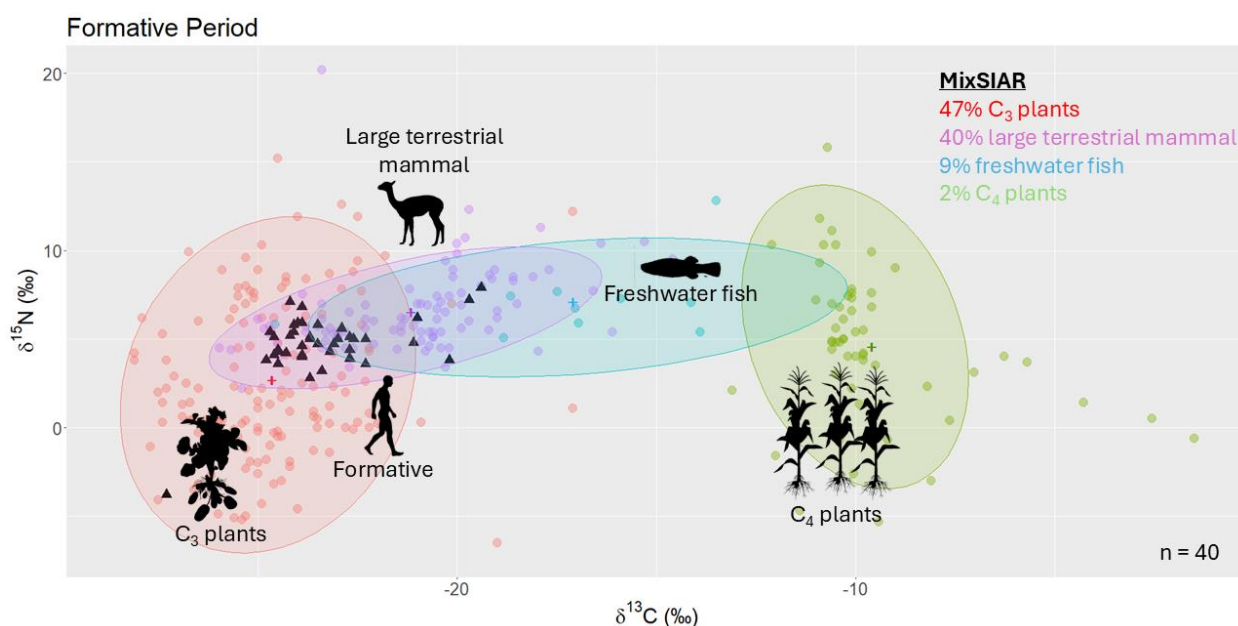 Formative Period
MixSIAR
47% C₃ plants
40% large terrestrial mammal
9% freshwater fish
2% C₄ plants
Large terrestrial
mammal
Freshwater fish
Formative
C₃ plants
C₄ plants
n = 40
20
10
0
δ¹⁵N (‰)
-20
-10
δ¹³C (‰)